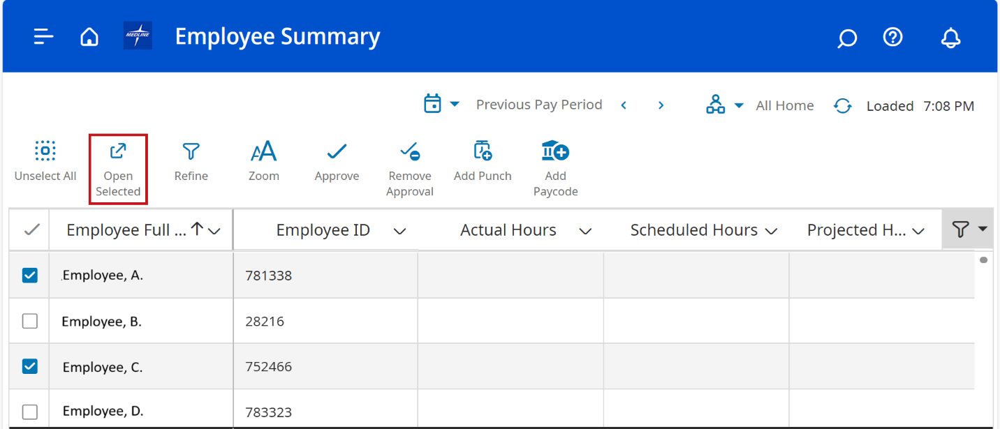 MEDLINE
Employee Summary
Previous Pay Period
All Home
Loaded 7:08 PM
Unselect All
Open
Selected
Refine
Zoom
Approve
Remove
Approval
Add Punch
Add
Paycode
Employee Full ... Employee ID Actual Hours Scheduled Hours Projected H...
Employee, A. 781338
Employee, B. 28216
Employee, C. 752466
Employee, D. 783323